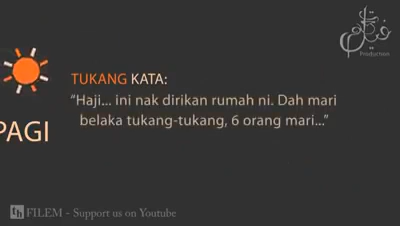 Production
TUKANG KATA:
“Haji... ini nak dirikan rumah ni. Dah mari
belaka tukang-tukang, 6 orang mari...”
PAGI
FILEM - Support us on Youtube